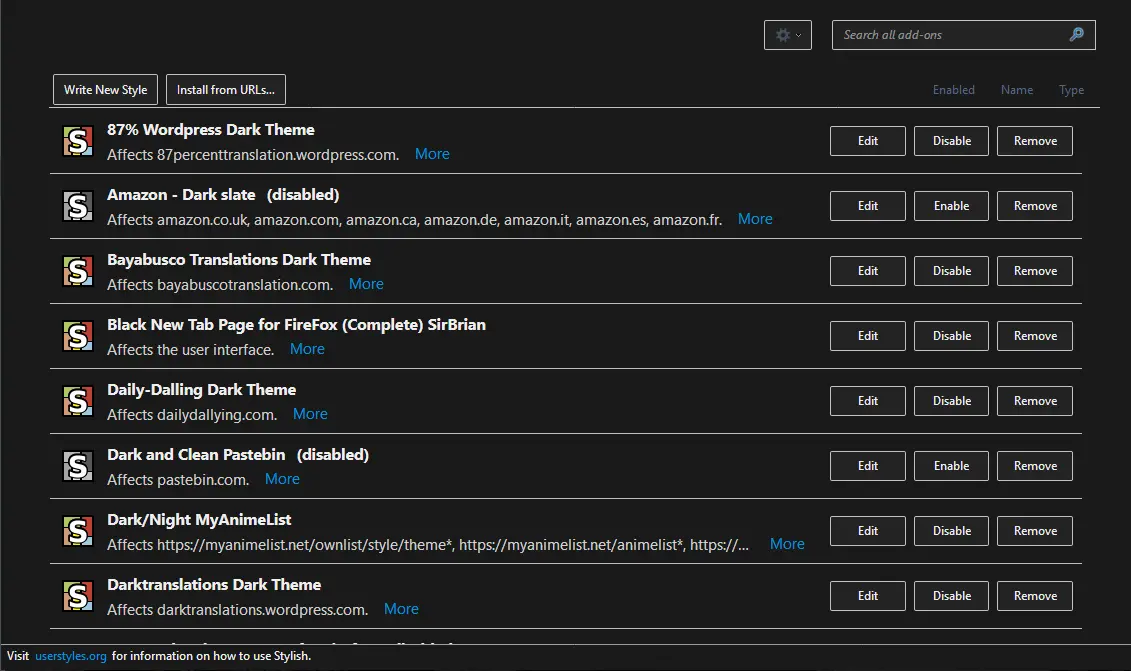 Search all add-ons
Write New Style Install from URLs... Enabled Name Type
87% Wordpress Dark Theme
Affects 87percenttranslation.wordpress.com. More
Edit Disable Remove
Amazon - Dark slate (disabled)
Affects amazon.co.uk, amazon.com, amazon.ca, amazon.de, amazon.it, amazon.es, amazon.fr. More
Edit Enable Remove
Bayabusco Translations Dark Theme
Affects bayabuscotranslation.com. More
Edit Disable Remove
Black New Tab Page for FireFox (Complete) SirBrian
Affects the user interface. More
Edit Disable Remove
Daily-Dalling Dark Theme
Affects dailydallying.com. More
Edit Disable Remove
Dark and Clean Pastebin (disabled)
Affects pastebin.com. More
Edit Enable Remove
Dark/Night MyAnimeList
Affects https://myanimelist.net/ownlist/style/theme*, https://myanimelist.net/animelist*, https://... More
Edit Disable Remove
Darktranslations Dark Theme
Affects darktranslations.wordpress.com. More
Edit Disable Remove
Visit userstyles.org for information on how to use Stylish.